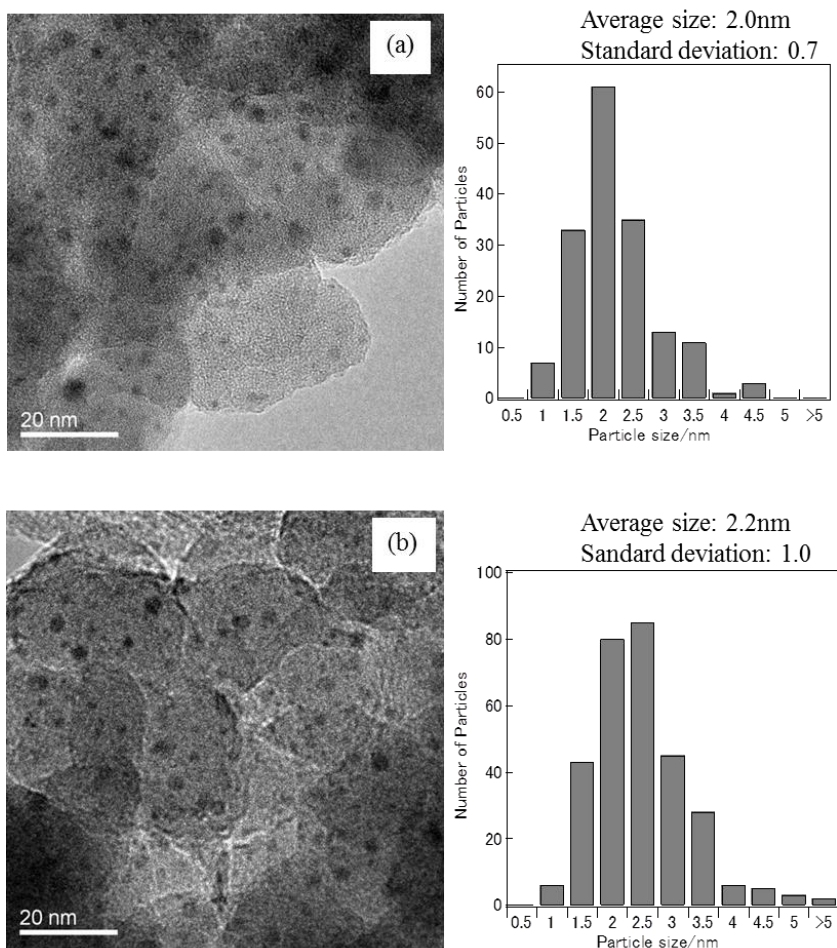 (a)
Average size: 2.0nm
Standard deviation: 0.7
60
50
40
30
20
10
0
Number of Particles
0.5 1 1.5 2 2.5 3 3.5 4 4.5 5 >5
Particle size/nm
20 nm
(b)
Average size: 2.2nm
Sandard deviation: 1.0
100
80
60
40
20
0
Number of Particles
0.5 1 1.5 2 2.5 3 3.5 4 4.5 5 >5
Particle size/nm
20 nm